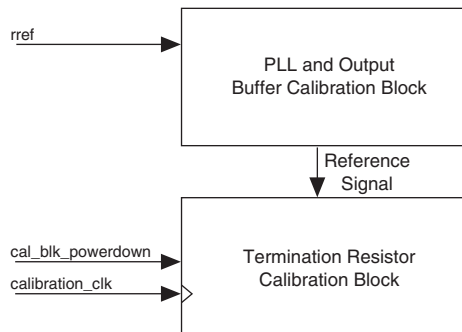 rref
PLL and Output
Buffer Calibration Block
Reference
Signal
cal_blk_powerdown
calibration_clk
Termination Resistor
Calibration Block